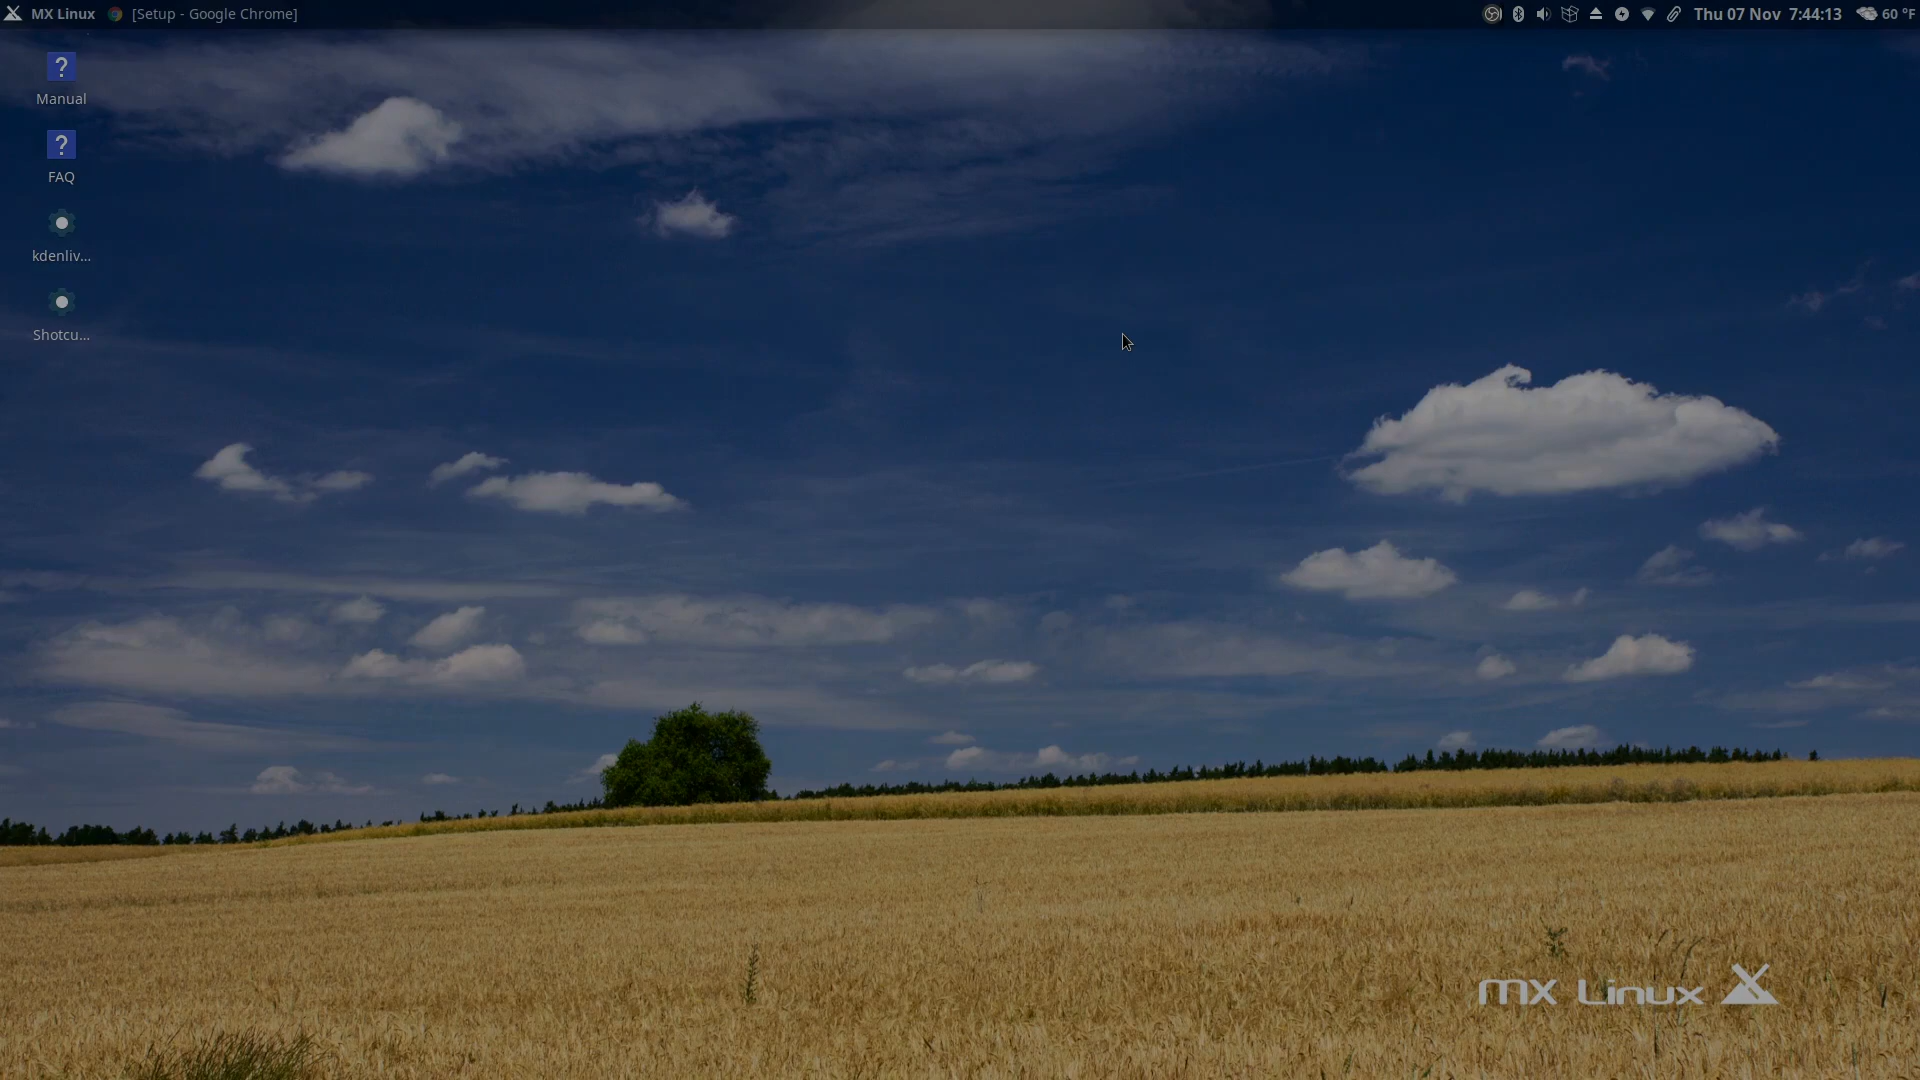 MX Linux [Setup - Google Chrome] Thu 07 Nov 7:44:13 60 °F
? Manual
? FAQ
kdenliv...
Shotcu...
mx Linux